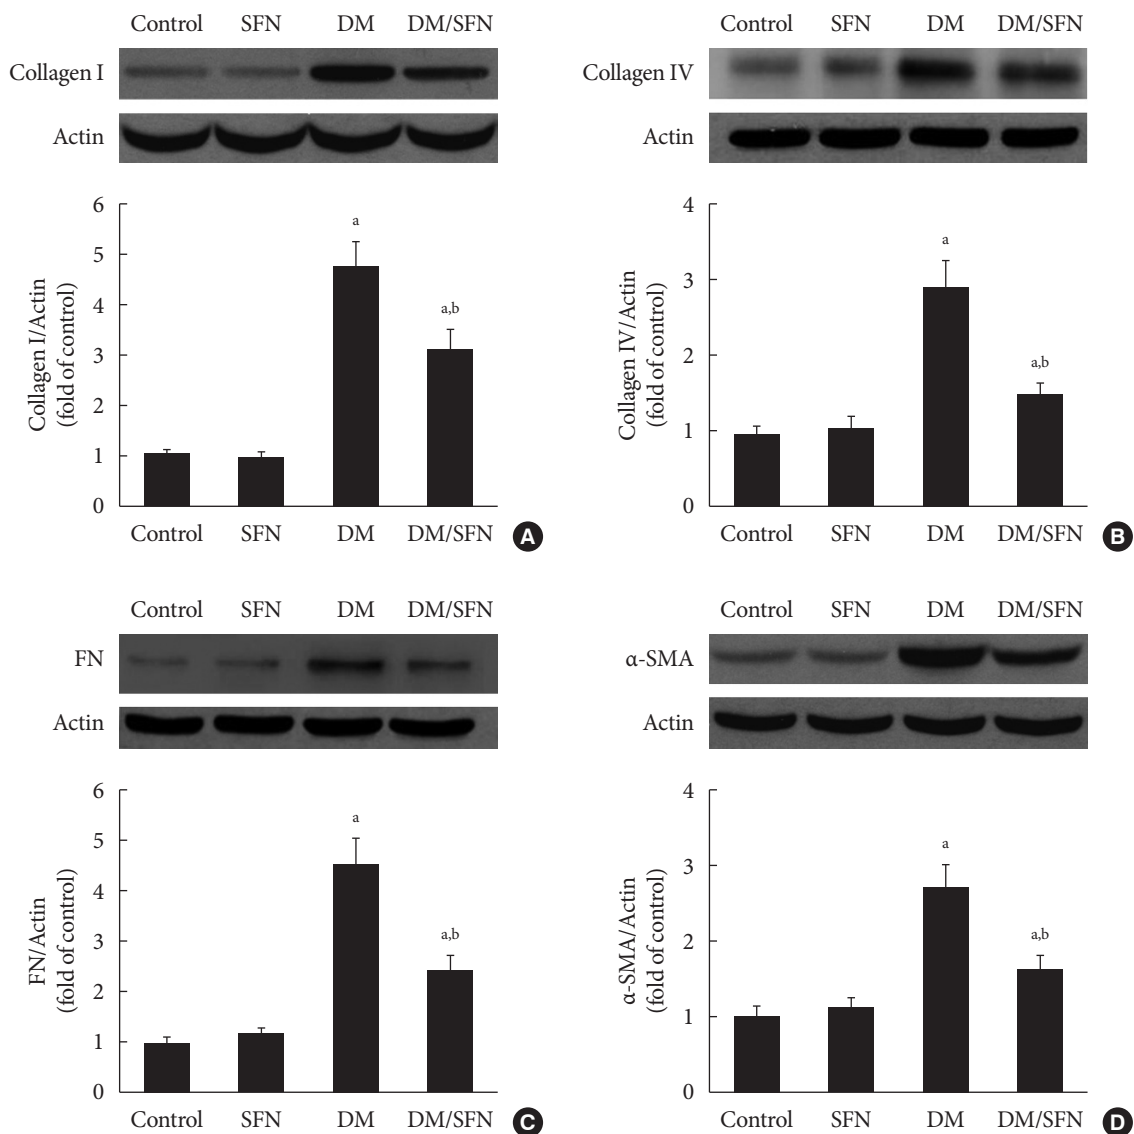 Control SFN DM DM/SFN
Collagen I
Actin
6
5
4
3
2
1
0
Collagen I/Actin
(fold of control)
a
a,b
Control SFN DM DM/SFN
A
Control SFN DM DM/SFN
Collagen IV
Actin
4
3
2
1
0
Collagen IV/Actin
(fold of control)
a
a,b
Control SFN DM DM/SFN
B
Control SFN DM DM/SFN
FN
Actin
6
5
4
3
2
1
0
FN/Actin
(fold of control)
a
a,b
Control SFN DM DM/SFN
C
Control SFN DM DM/SFN
α-SMA
Actin
4
3
2
1
0
α-SMA/Actin
(fold of control)
a
a,b
Control SFN DM DM/SFN
D